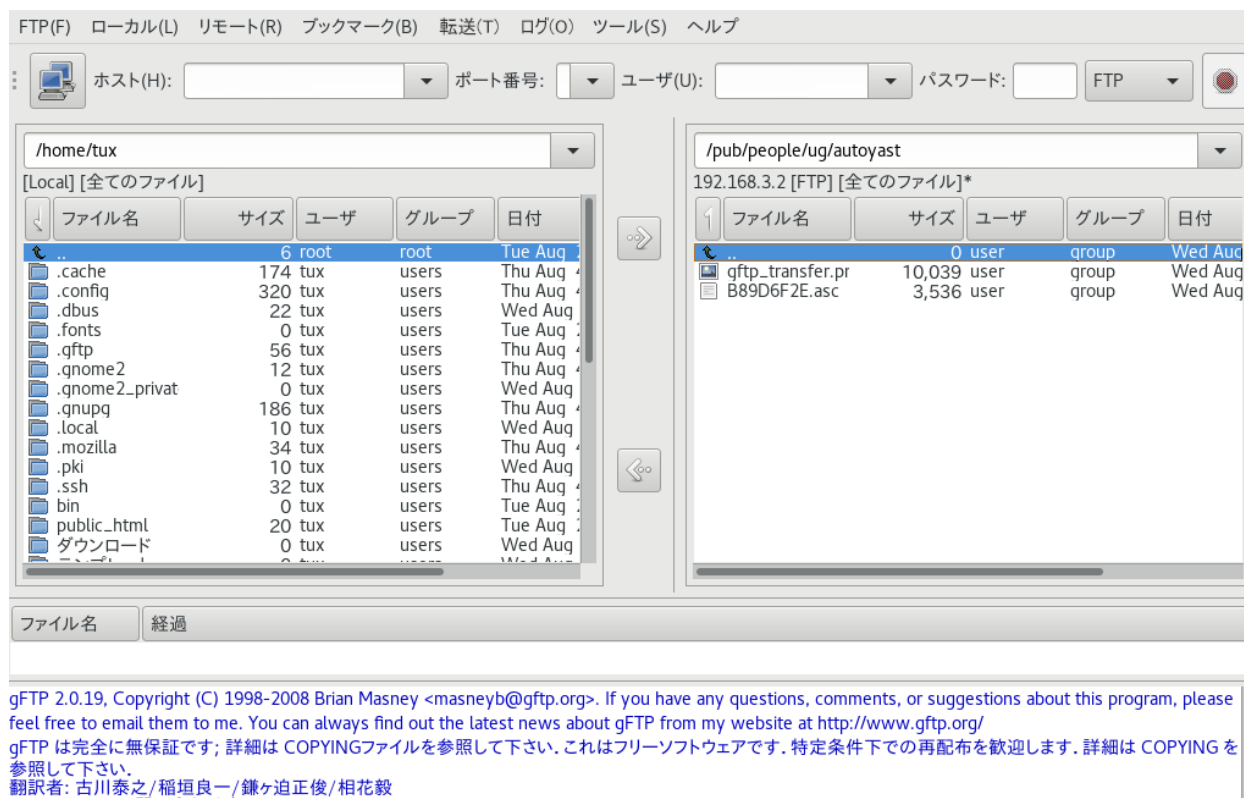 FTP(F) ローカル(L) リモート(R) ブックマーク(B) 転送(T) ログ(O) ツール(S) ヘルプ
ホスト(H): ポート番号: ユーザ(U): パスワード: FTP
/home/tux
[Local] [全てのファイル]
ファイル名 サイズ ユーザ グループ 日付
.. 6 root root Tue Aug
.cache 174 tux users Thu Aug
.config 320 tux users Thu Aug
.dbus 22 tux users Wed Aug
.fonts 0 tux users Tue Aug
.gftp 56 tux users Thu Aug
.gnome2 12 tux users Thu Aug
.gnome2_privat 0 tux users Wed Aug
.gnupg 186 tux users Thu Aug
.local 10 tux users Wed Aug
.mozilla 34 tux users Thu Aug
.pki 10 tux users Wed Aug
.ssh 32 tux users Thu Aug
bin 0 tux users Tue Aug
public_html 20 tux users Tue Aug
ダウンロード 0 tux users Wed Aug
/pub/people/ug/autoyast
192.168.3.2 [FTP] [全てのファイル]*
ファイル名 サイズ ユーザ グループ 日付
.. 0 user group Wed Aug
gftp_transfer.pr 10,039 user group Wed Aug
B89D6F2E.asc 3,536 user group Wed Aug
ファイル名 経過
gFTP 2.0.19, Copyright (C) 1998-2008 Brian Masney <masneyb@gftp.org>. If you have any questions, comments, or suggestions about this program, please
feel free to email them to me. You can always find out the latest news about gFTP from my website at http://www.gftp.org/
gFTP は完全に無保証です; 詳細は COPYINGファイルを参照して下さい. これはフリーソフトウェアです. 特定条件下での再配布を歓迎します. 詳細は COPYING を
参照して下さい.
翻訳者: 古川泰之/稲垣良一/鎌ヶ迫正俊/相花毅